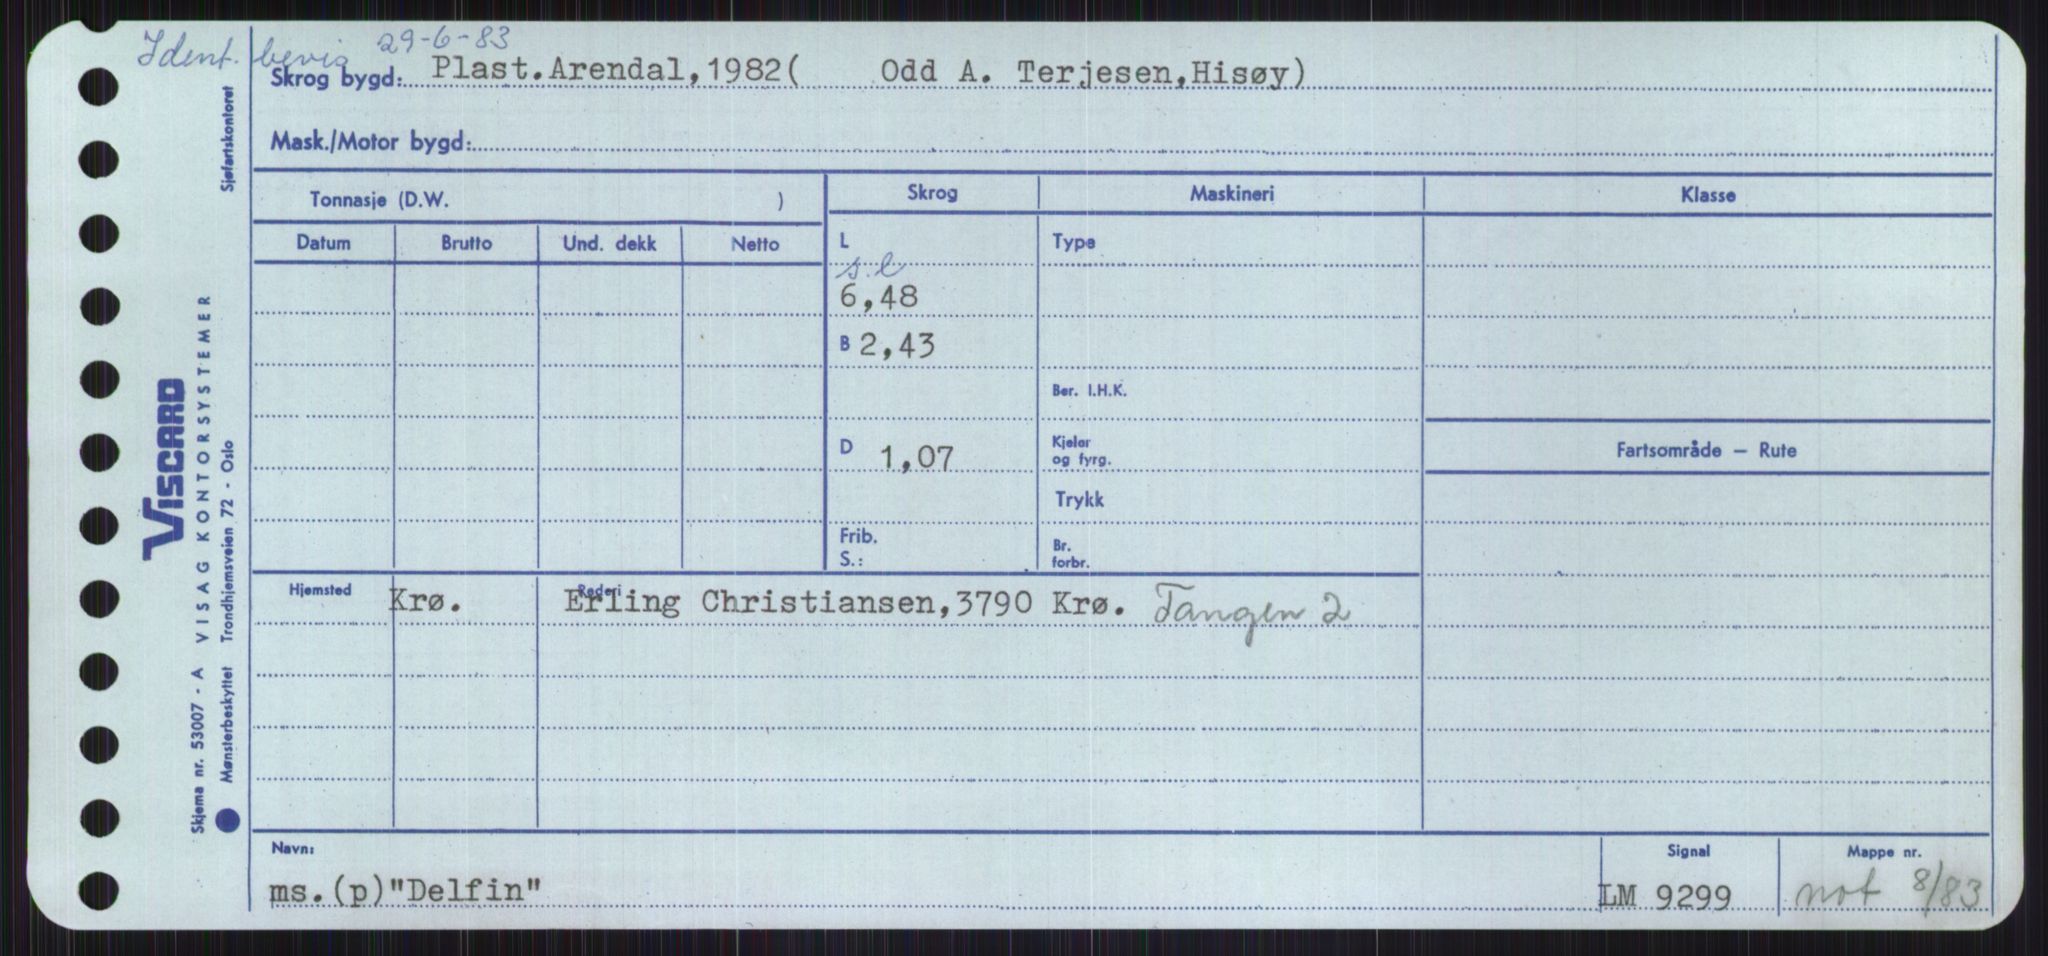 Ident. bevis 29-6-83
Skrog bygd: Plast.Arendal,1982( Odd A. Terjesen,Hisøy)
Mask./Motor bygd:
Tonnasje (D.W. )
Skrog
Maskineri
Klasse
Datum
Brutto
Und. dekk
Netto
L
Type
s.l
6,48
B 2,43
Ber. I.H.K.
D 1,07
Kjeler
og fyrg.
Fartsområde – Rute
Trykk
Frib.
S.:
Br.
forbr.
Hjemsted
Krø.
Rederi
Erling Christiansen,3790 Krø. Tangen 2
Navn:
ms.(p)"Delfin"
Signal
LM 9299
Mappe nr.
not 8/83
Sjøfartskontoret
VISCARD
VISAG KONTORSYSTEMER
Trondhjemsveien 72 - Oslo
Skjema nr. 53007 - A
Mønsterbeskyttet